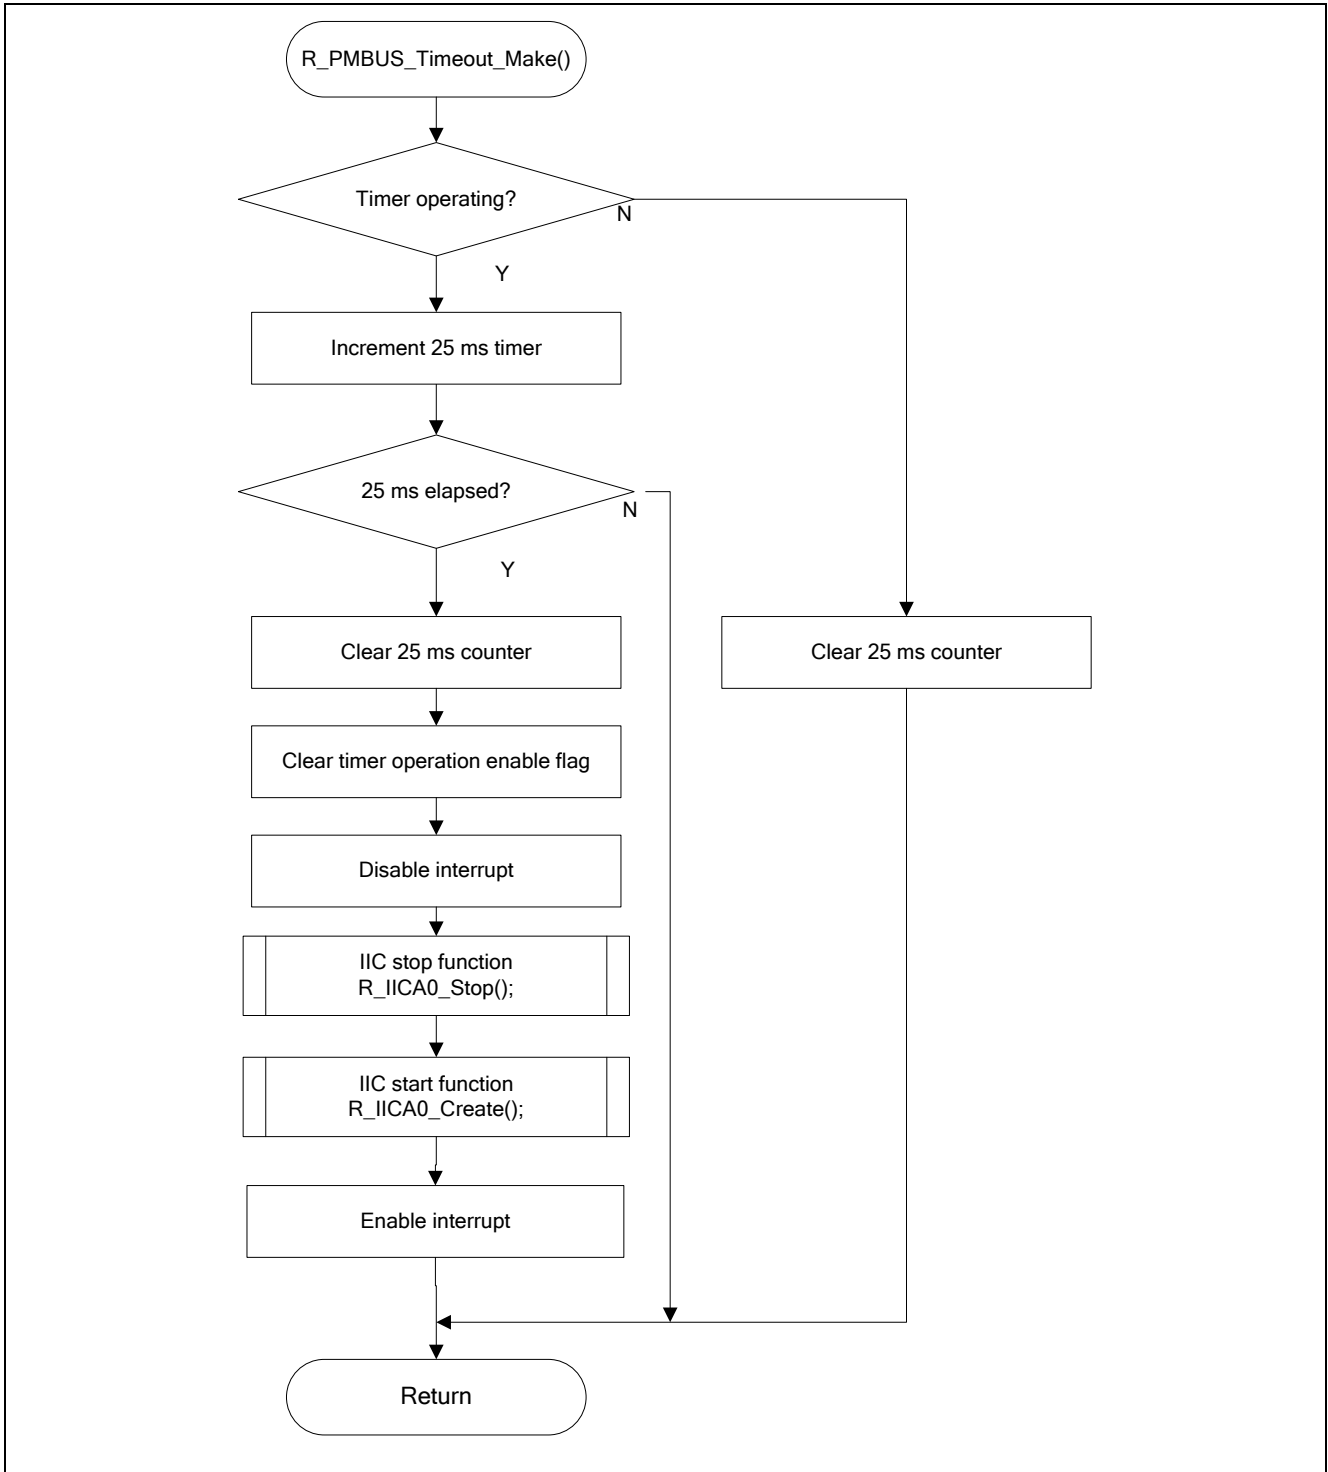 R_PMBUS_Timeout_Make()
Timer operating?
N
Y
Increment 25 ms timer
25 ms elapsed?
N
Y
Clear 25 ms counter
Clear 25 ms counter
Clear timer operation enable flag
Disable interrupt
IIC stop function
R_IICA0_Stop();
IIC start function
R_IICA0_Create();
Enable interrupt
Return